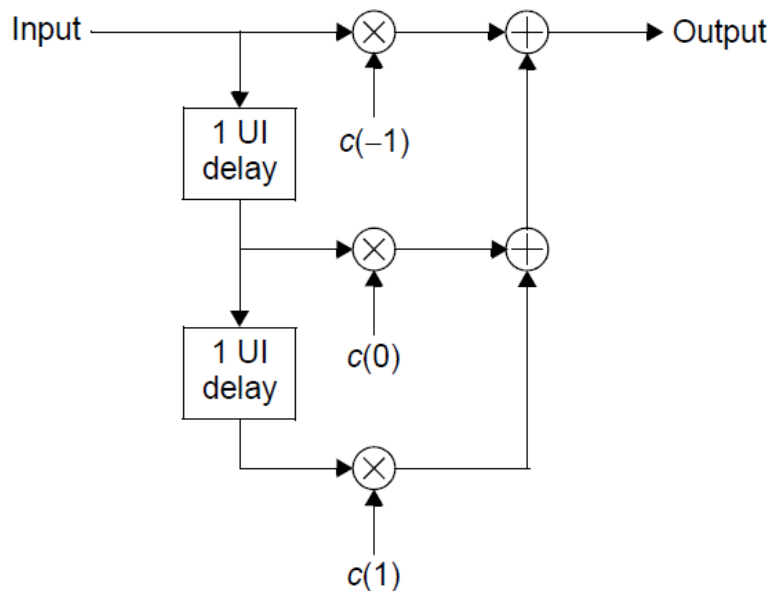 Input
Output
c(−1)
1 UI
delay
c(0)
1 UI
delay
c(1)